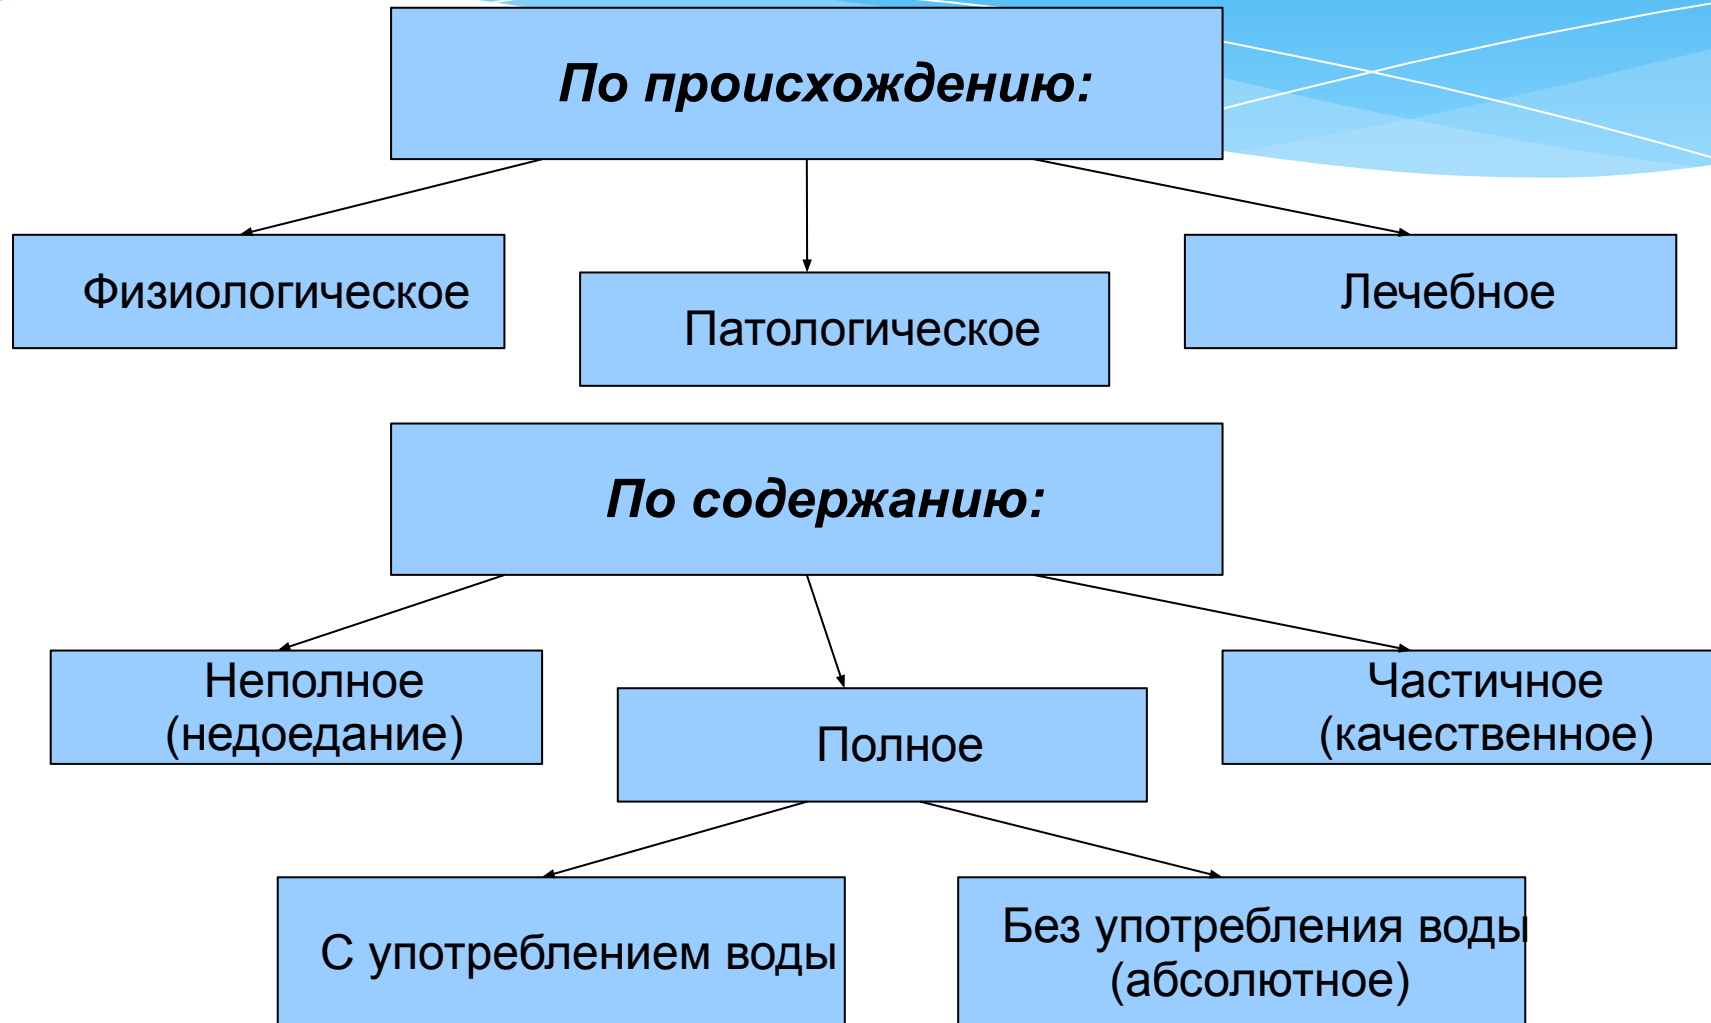 По происхождению:
Физиологическое
Патологическое
Лечебное
По содержанию:
Неполное
(недоедание)
Полное
Частичное
(качественное)
С употреблением воды
Без употребления воды
(абсолютное)